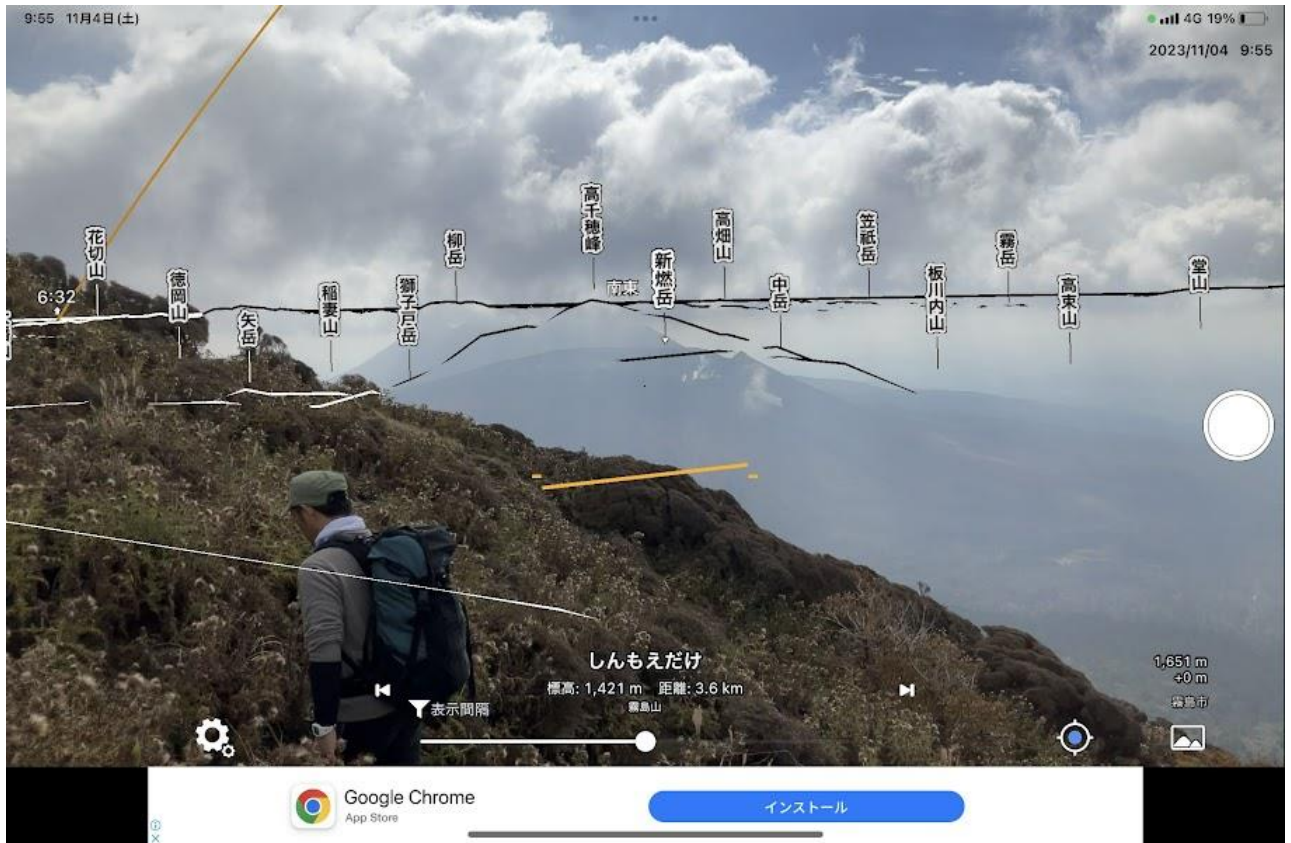 9:55 11月4日(土)
4G 19%
2023/11/04 9:55
高千穂峰
花切山
柳岳
高畑山
笠祇岳
霧岳
新燃岳
南東
堂山
徳岡山
稲妻山
獅子戸岳
中岳
板川内山
高束山
6:32
矢岳
しんもえだけ
標高: 1,421 m 距離: 3.6 km
霧島山
1,651 m
+0 m
霧島市
表示間隔
Google Chrome
App Store
インストール